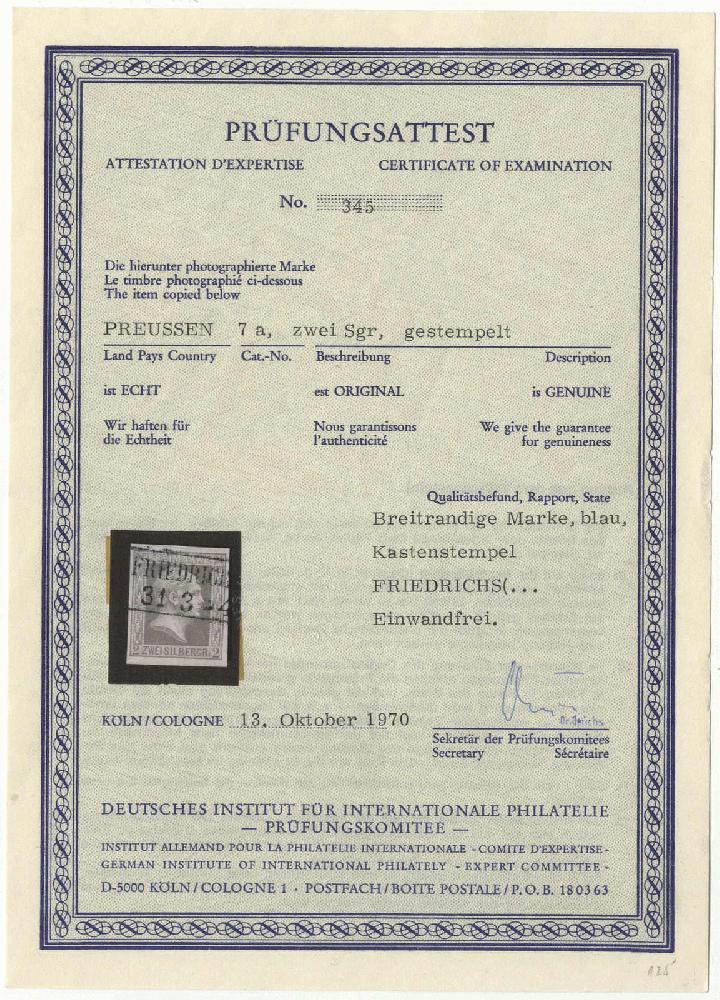 PRÜFUNGSATTEST
ATTESTATION D'EXPERTISE CERTIFICATE OF EXAMINATION
No. 345
Die hierunter photographierte Marke
Le timbre photographié ci-dessous
The item copied below
PREUSSEN 7 a, zwei Sgr, gestempelt
Land Pays Country Cat.-No. Beschreibung Description
ist ECHT est ORIGINAL is GENUINE
Wir haften für Nous garantissons We give the guarantee
die Echtheit l'authenticité for genuineness
Qualitätsbefund, Rapport, State
Breitrandige Marke, blau,
Kastenstempel
FRIEDRICHS(...
Einwandfrei.
FRIEDRICHS
31 3
2 ZWEI SILBERGR. 2
KÖLN / COLOGNE 13. Oktober 1970
Sekretär der Prüfungskomitees
Secretary Sécrétaire
DEUTSCHES INSTITUT FÜR INTERNATIONALE PHILATELIE
— PRÜFUNGSKOMITEE —
INSTITUT ALLEMAND POUR LA PHILATELIE INTERNATIONALE - COMITE D'EXPERTISE -
GERMAN INSTITUTE OF INTERNATIONAL PHILATELY - EXPERT COMMITTEE -
D-5000 KÖLN / COLOGNE 1 · POSTFACH / BOITE POSTALE / P.O.B. 180363